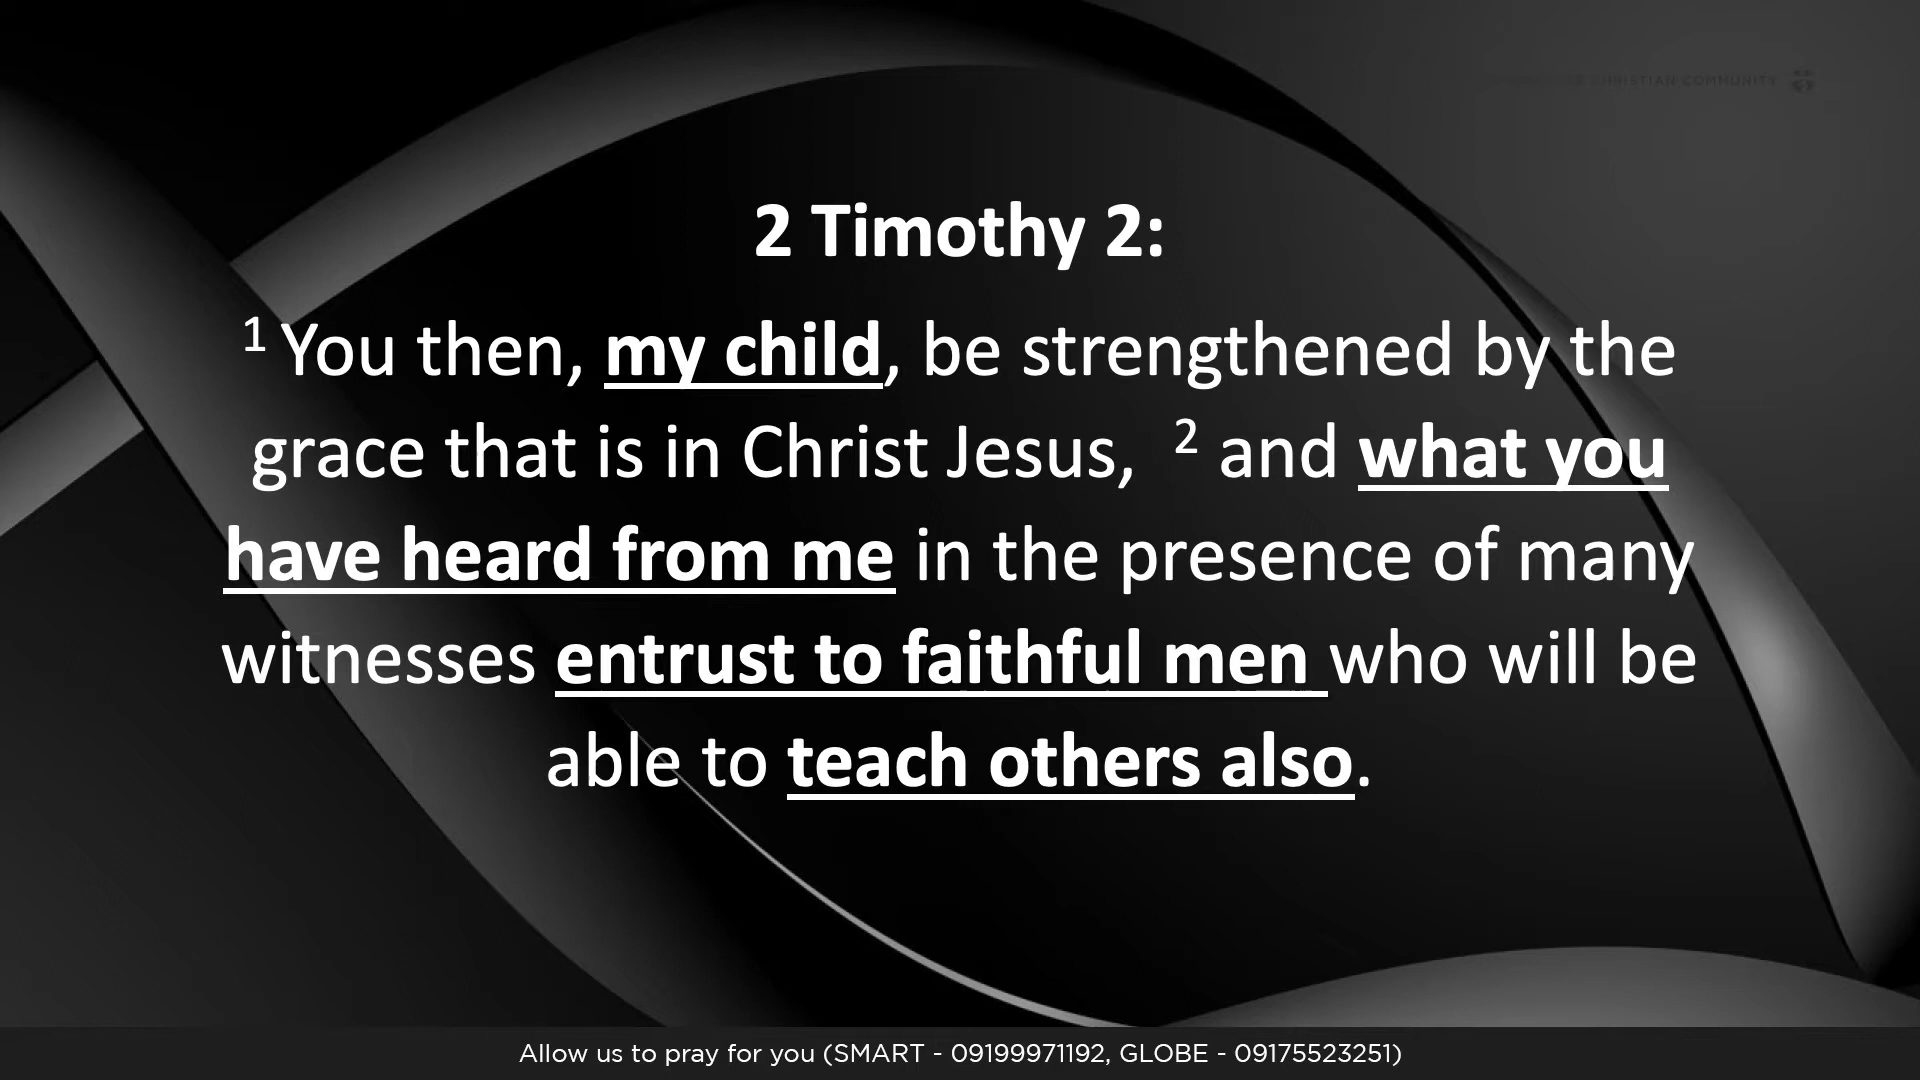 CHRISTIAN COMMUNITY
2 Timothy 2:
1 You then, my child, be strengthened by the
grace that is in Christ Jesus, 2 and what you
have heard from me in the presence of many
witnesses entrust to faithful men who will be
able to teach others also.
Allow us to pray for you (SMART - 09199971192, GLOBE - 09175523251)